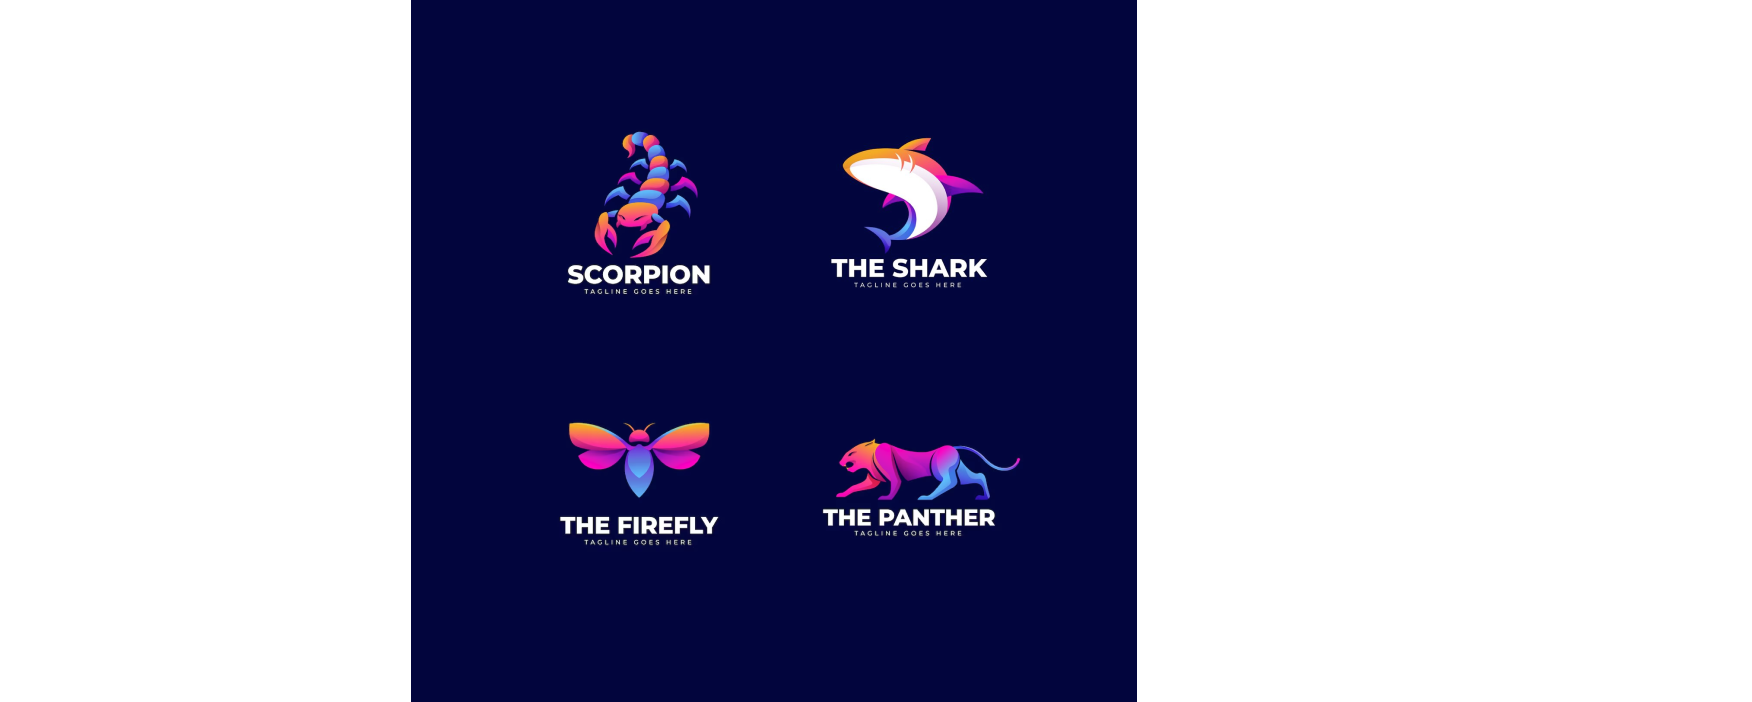 SCORPION
TAGLINE GOES HERE
THE SHARK
TAGLINE GOES HERE
THE FIREFLY
TAGLINE GOES HERE
THE PANTHER
TAGLINE GOES HERE